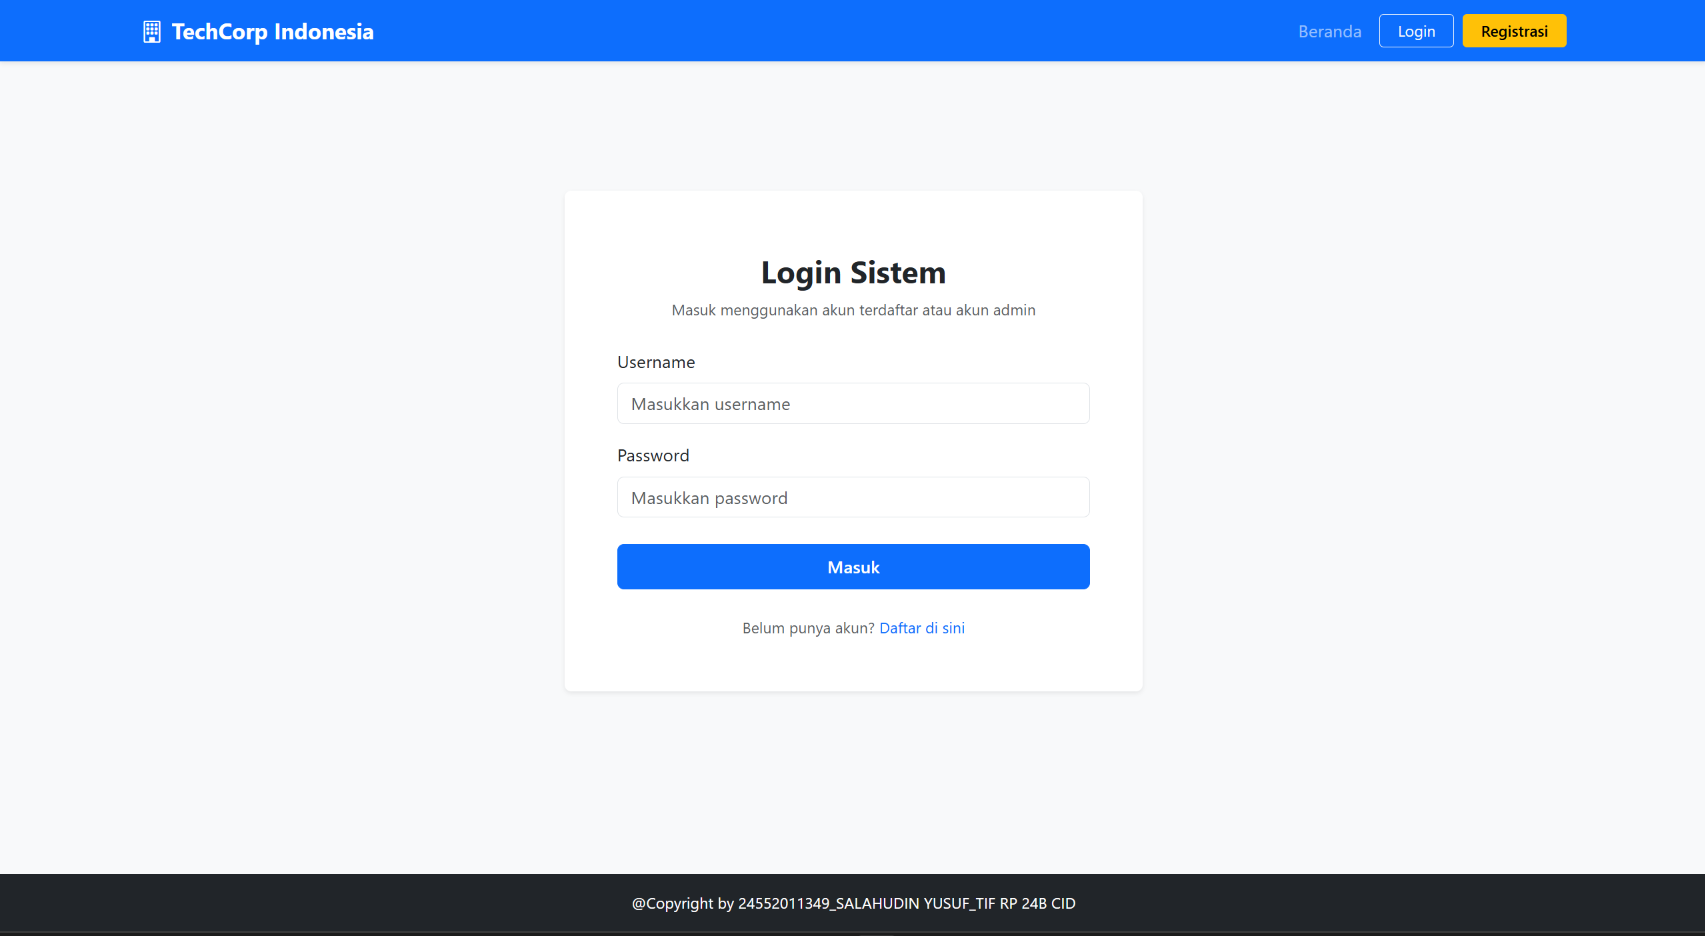 TechCorp Indonesia
Beranda
Login
Registrasi
Login Sistem
Masuk menggunakan akun terdaftar atau akun admin
Username
Masukkan username
Password
Masukkan password
Masuk
Belum punya akun? Daftar di sini
@Copyright by 24552011349_SALAHUDIN YUSUF_TIF RP 24B CID